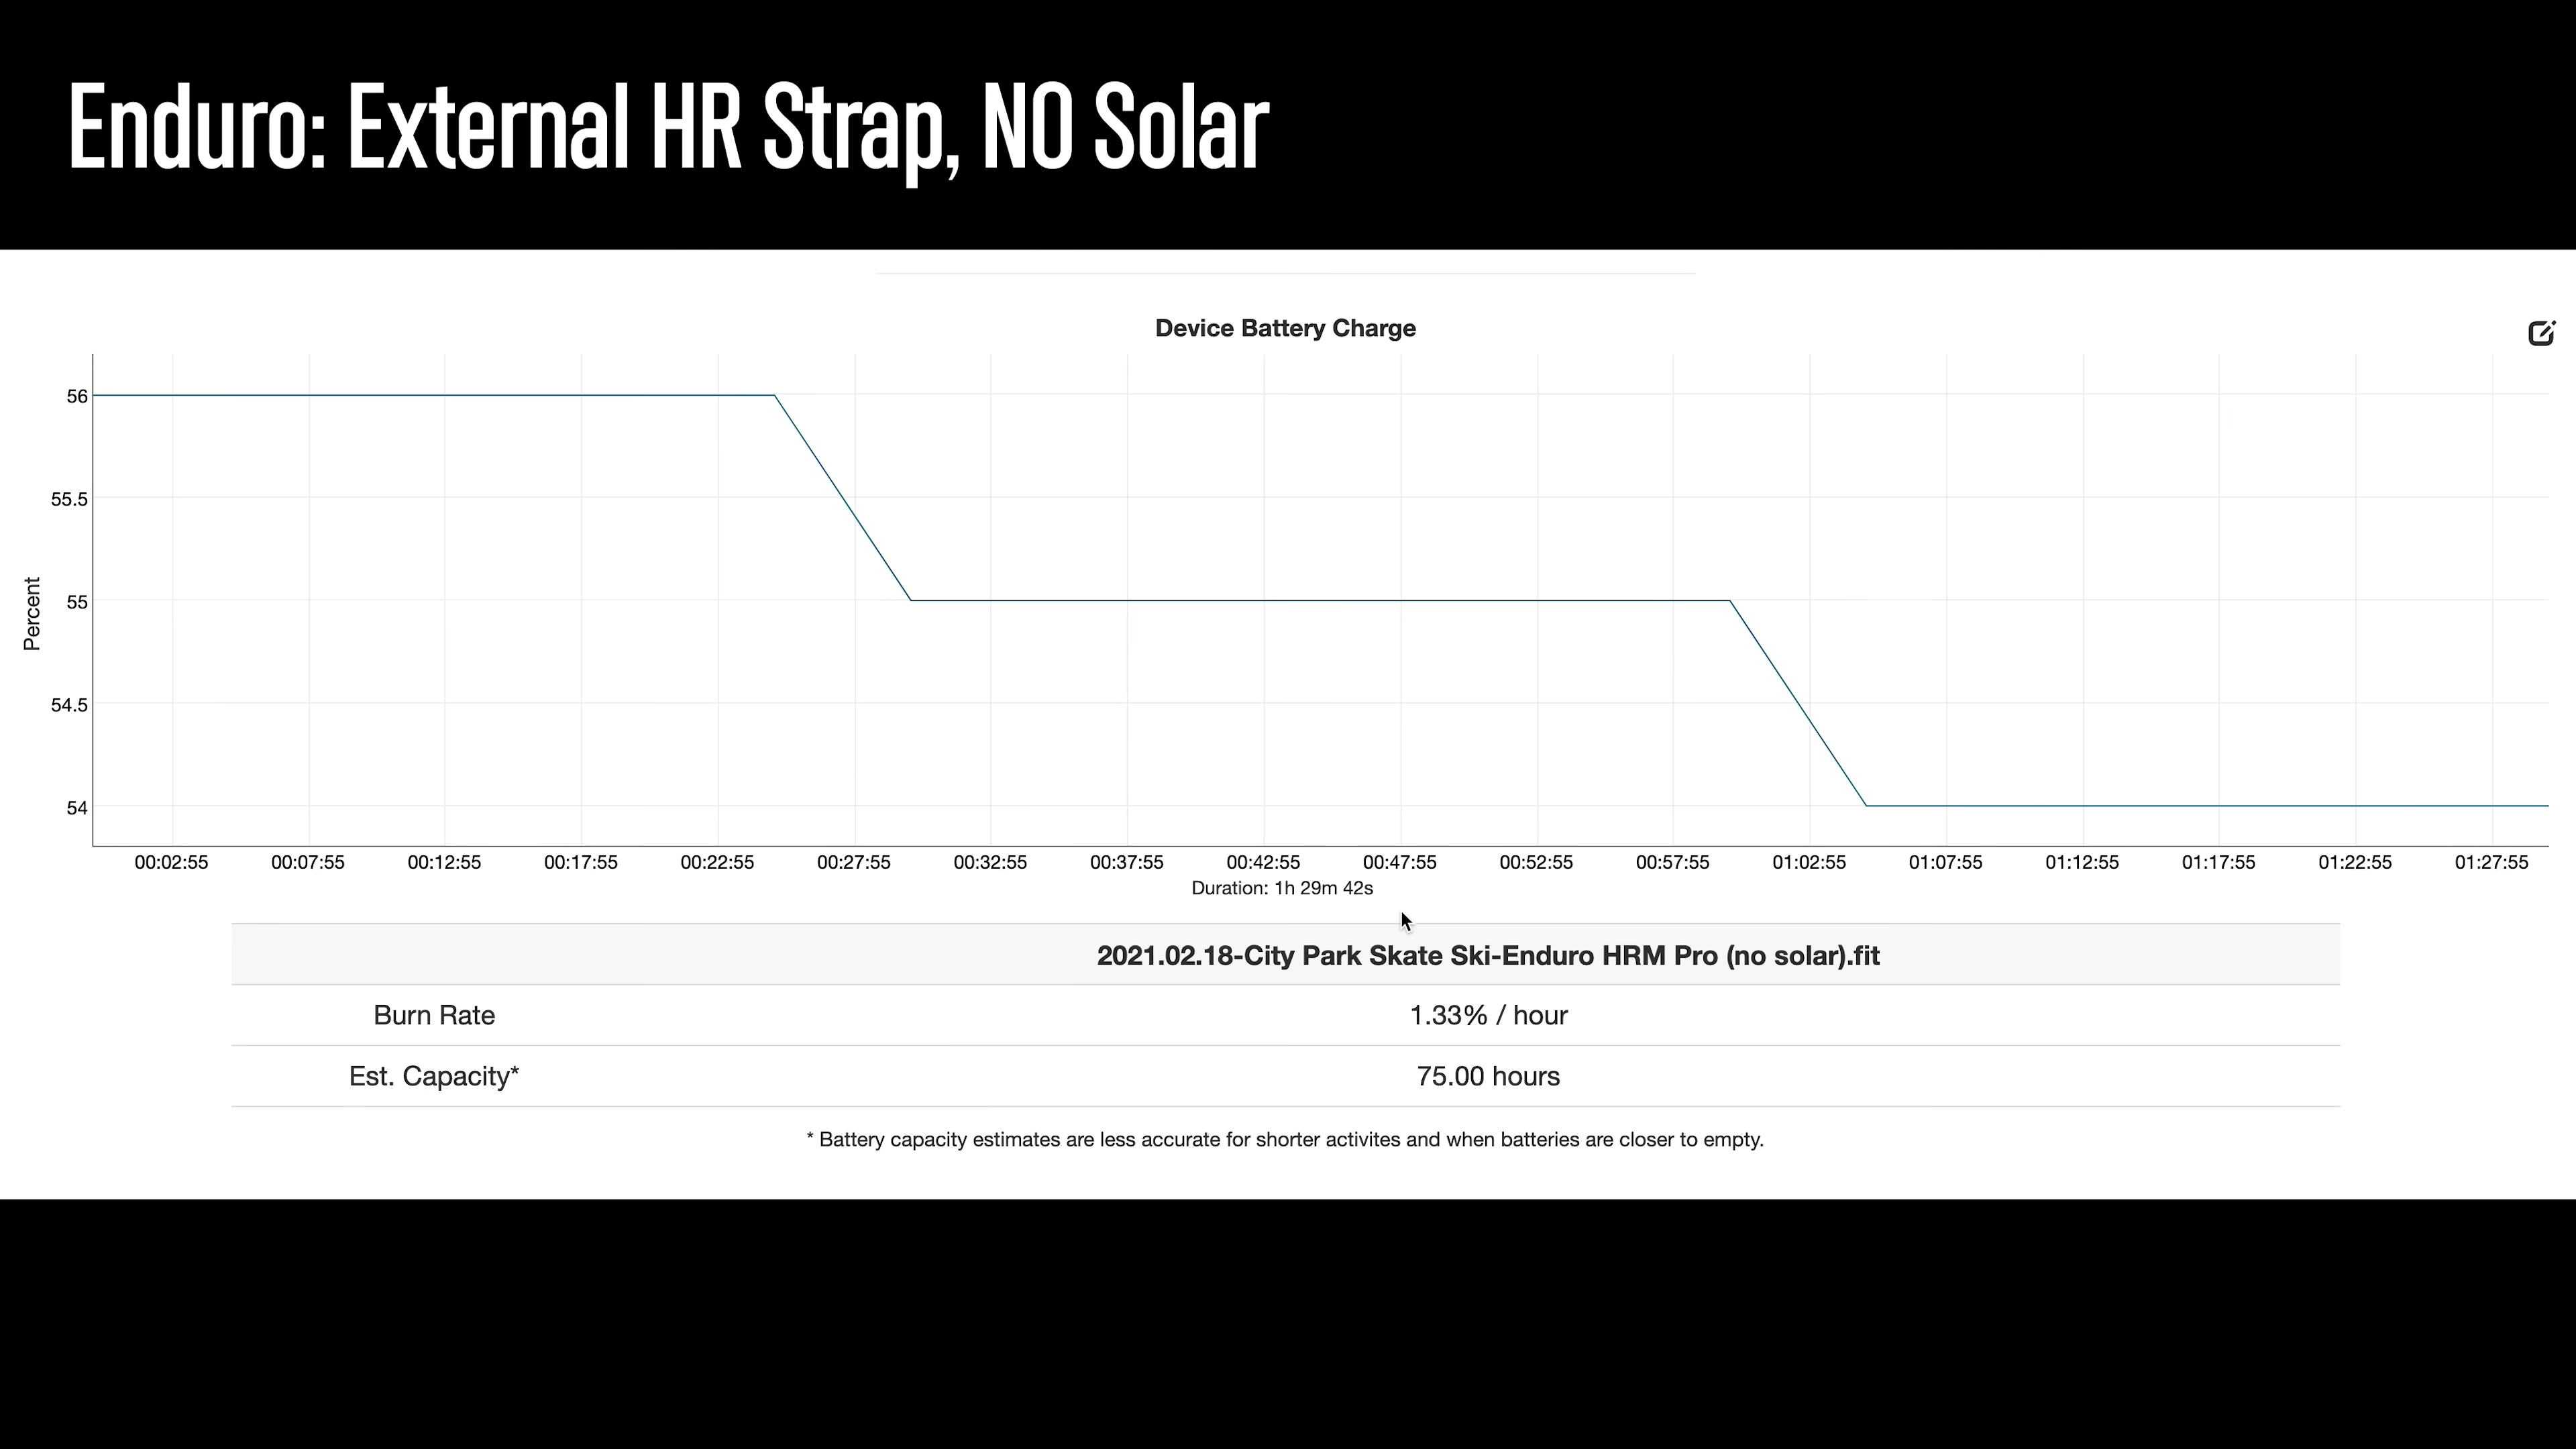 Enduro: External HR Strap, NO Solar
Device Battery Charge
Percent
56
55.5
55
54.5
54
00:02:55 00:07:55 00:12:55 00:17:55 00:22:55 00:27:55 00:32:55 00:37:55 00:42:55 00:47:55 00:52:55 00:57:55 01:02:55 01:07:55 01:12:55 01:17:55 01:22:55 01:27:55
Duration: 1h 29m 42s
2021.02.18-City Park Skate Ski-Enduro HRM Pro (no solar).fit
Burn Rate 1.33% / hour
Est. Capacity* 75.00 hours
* Battery capacity estimates are less accurate for shorter activites and when batteries are closer to empty.